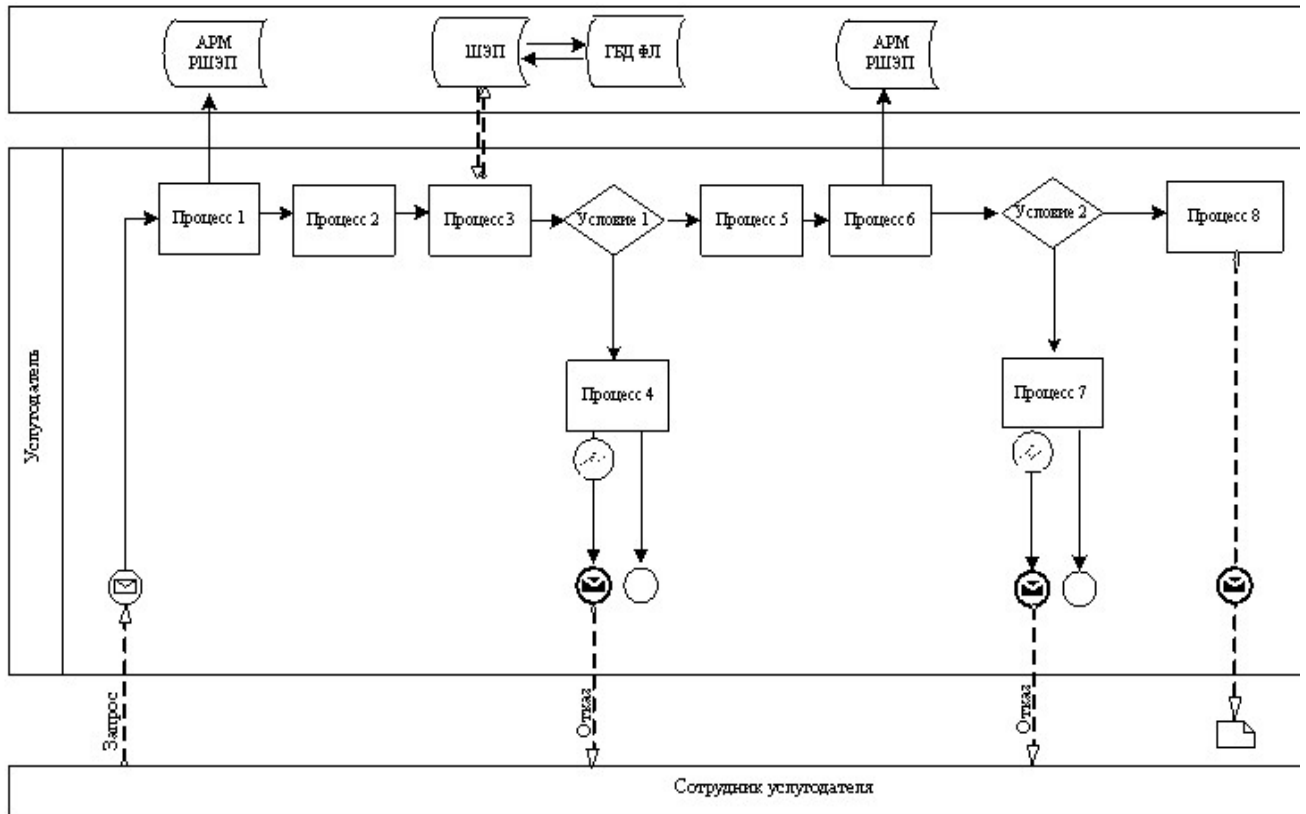 АРМ
РШЭП
ШЭП
ГБД ФЛ
АРМ
РШЭП
Услугодатель
Процесс 1
Процесс 2
Процесс 3
Условие 1
Процесс 5
Процесс 6
Условие 2
Процесс 8
Процесс 4
Процесс 7
Запрос
Отказ
Отказ
Сотрудник услугодателя